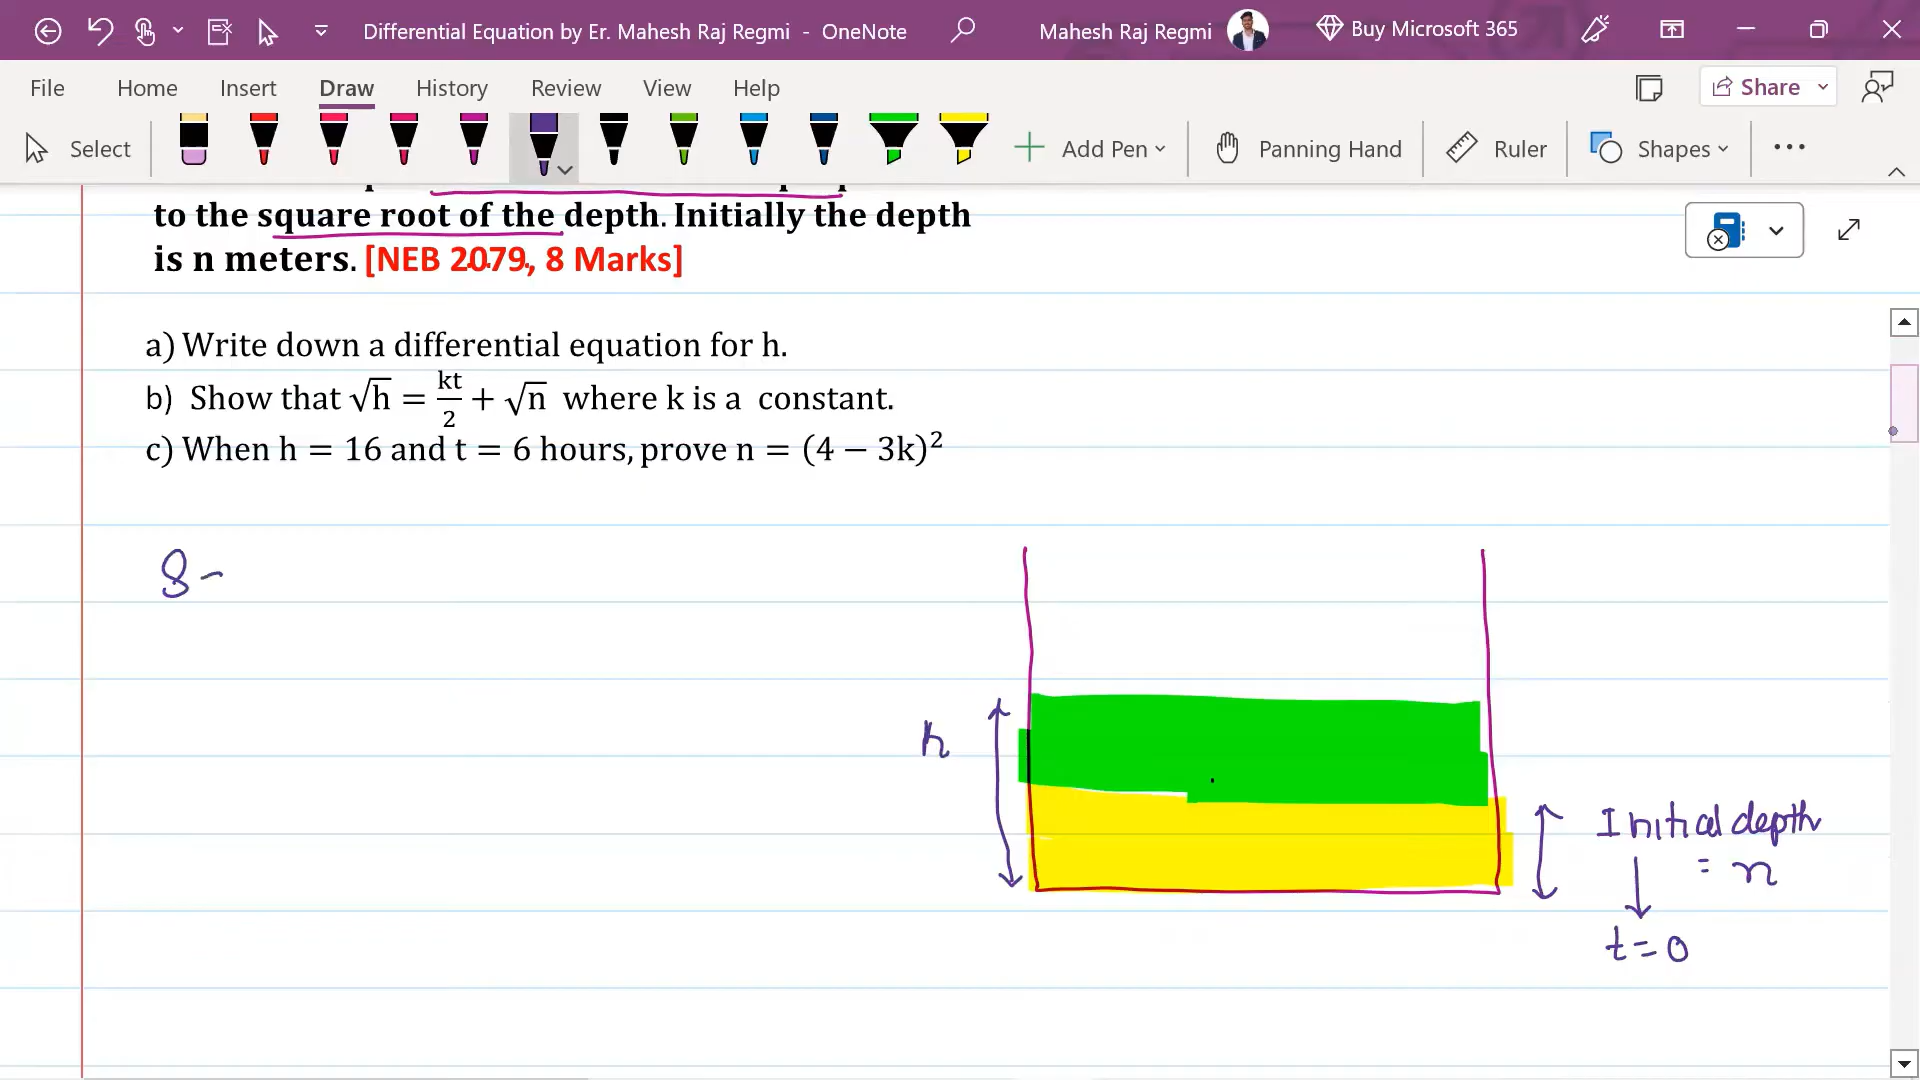 Differential Equation by Er. Mahesh Raj Regmi - OneNote
Mahesh Raj Regmi
Buy Microsoft 365
File Home Insert Draw History Review View Help
Share
Select
Add Pen
Panning Hand
Ruler
Shapes
to the square root of the depth. Initially the depth
is n meters. [NEB 2079, 8 Marks]
a) Write down a differential equation for h.
b) Show that √h = kt/2 + √n where k is a constant.
c) When h = 16 and t = 6 hours, prove n = (4 − 3k)²
h
Initial depth
= n
t = 0